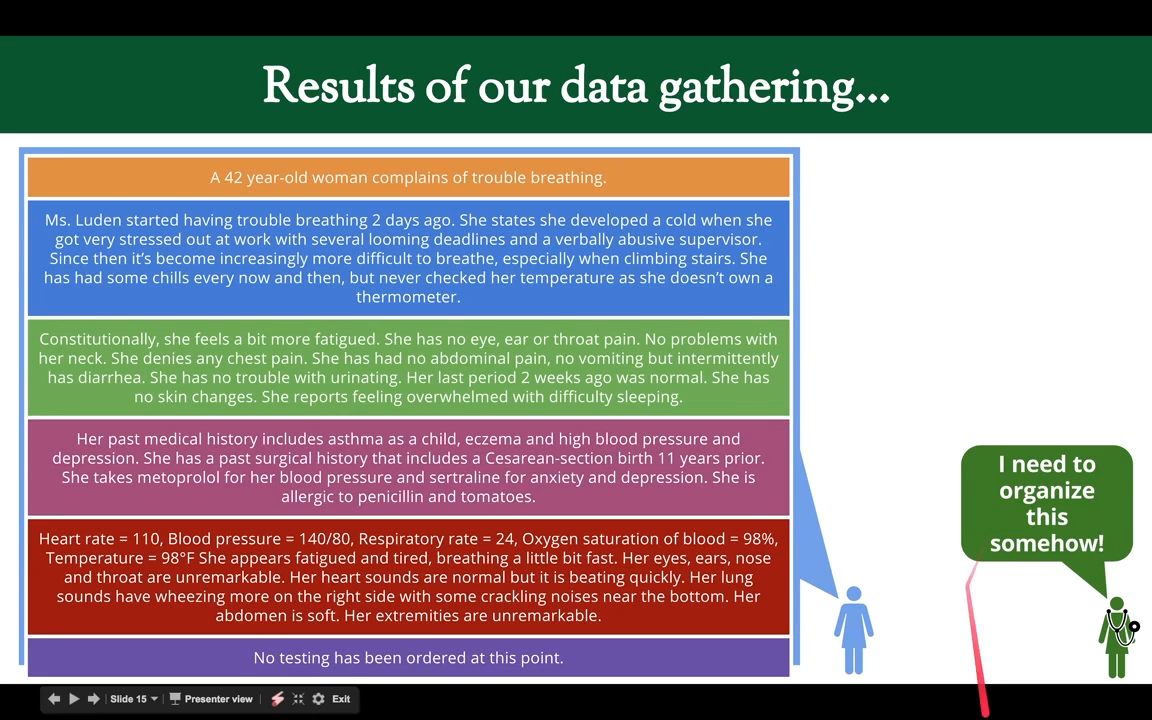 Results of our data gathering...
A 42 year-old woman complains of trouble breathing.
Ms. Luden started having trouble breathing 2 days ago. She states she developed a cold when she
got very stressed out at work with several looming deadlines and a verbally abusive supervisor.
Since then it's become increasingly more difficult to breathe, especially when climbing stairs. She
has had some chills every now and then, but never checked her temperature as she doesn't own a
thermometer.
Constitutionally, she feels a bit more fatigued. She has no eye, ear or throat pain. No problems with
her neck. She denies any chest pain. She has had no abdominal pain, no vomiting but intermittently
has diarrhea. She has no trouble with urinating. Her last period 2 weeks ago was normal. She has
no skin changes. She reports feeling overwhelmed with difficulty sleeping.
Her past medical history includes asthma as a child, eczema and high blood pressure and
depression. She has a past surgical history that includes a Cesarean-section birth 11 years prior.
She takes metoprolol for her blood pressure and sertraline for anxiety and depression. She is
allergic to penicillin and tomatoes.
Heart rate = 110, Blood pressure = 140/80, Respiratory rate = 24, Oxygen saturation of blood = 98%,
Temperature = 98°F She appears fatigued and tired, breathing a little bit fast. Her eyes, ears, nose
and throat are unremarkable. Her heart sounds are normal but it is beating quickly. Her lung
sounds have wheezing more on the right side with some crackling noises near the bottom. Her
abdomen is soft. Her extremities are unremarkable.
No testing has been ordered at this point.
I need to
organize
this
somehow!
Slide 15 Presenter view Exit